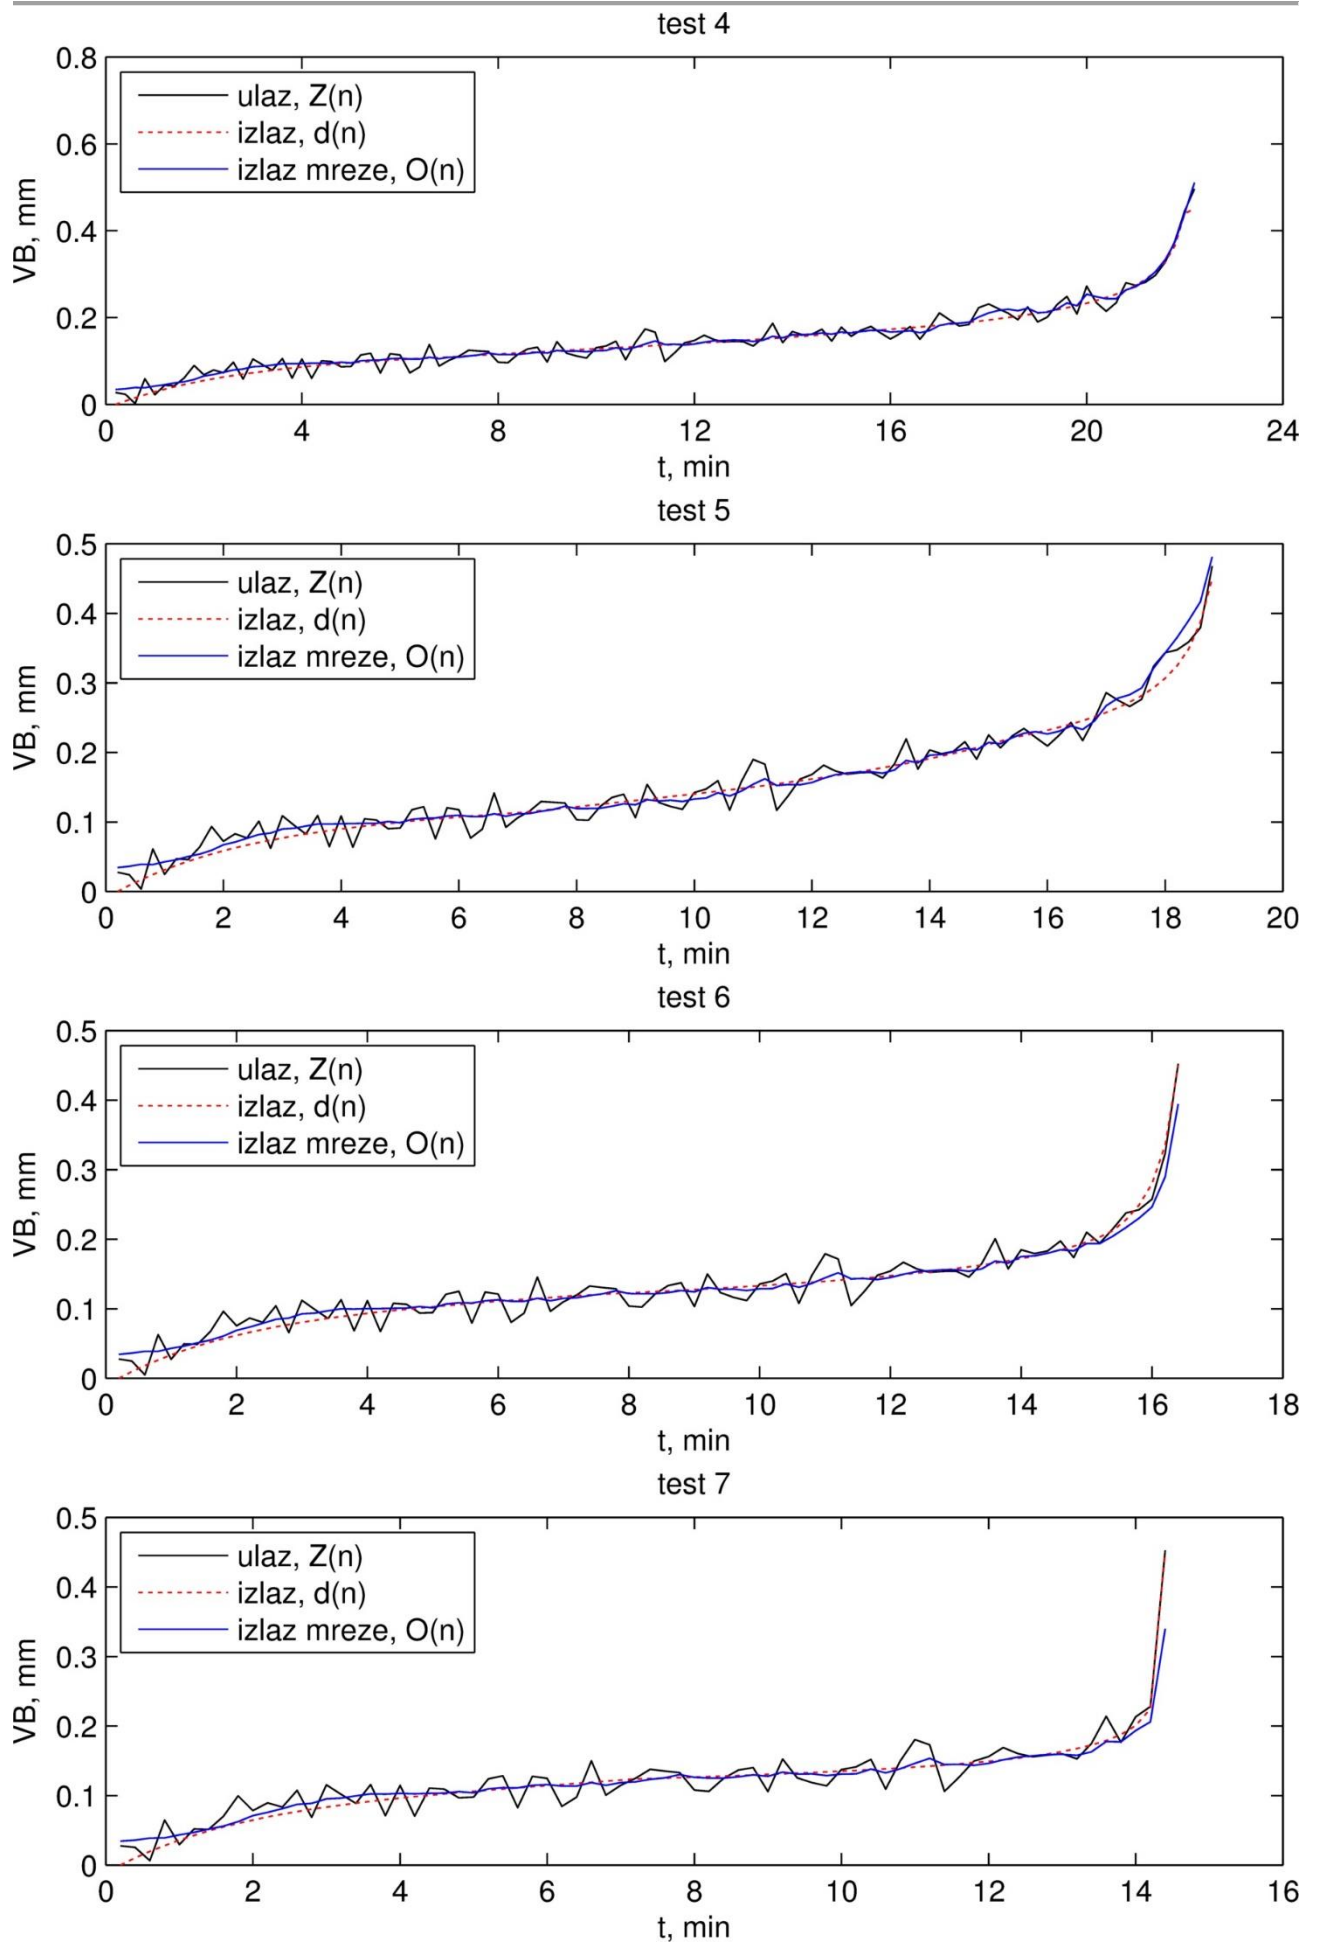 test 4
0.8
0.6
0.4
0.2
0
VB, mm
ulaz, Z(n)
izlaz, d(n)
izlaz mreze, O(n)
0 4 8 12 16 20 24
t, min
test 5
0.5
0.4
0.3
0.2
0.1
0
VB, mm
ulaz, Z(n)
izlaz, d(n)
izlaz mreze, O(n)
0 2 4 6 8 10 12 14 16 18 20
t, min
test 6
0.5
0.4
0.3
0.2
0.1
0
VB, mm
ulaz, Z(n)
izlaz, d(n)
izlaz mreze, O(n)
0 2 4 6 8 10 12 14 16 18
t, min
test 7
0.5
0.4
0.3
0.2
0.1
0
VB, mm
ulaz, Z(n)
izlaz, d(n)
izlaz mreze, O(n)
0 2 4 6 8 10 12 14 16
t, min